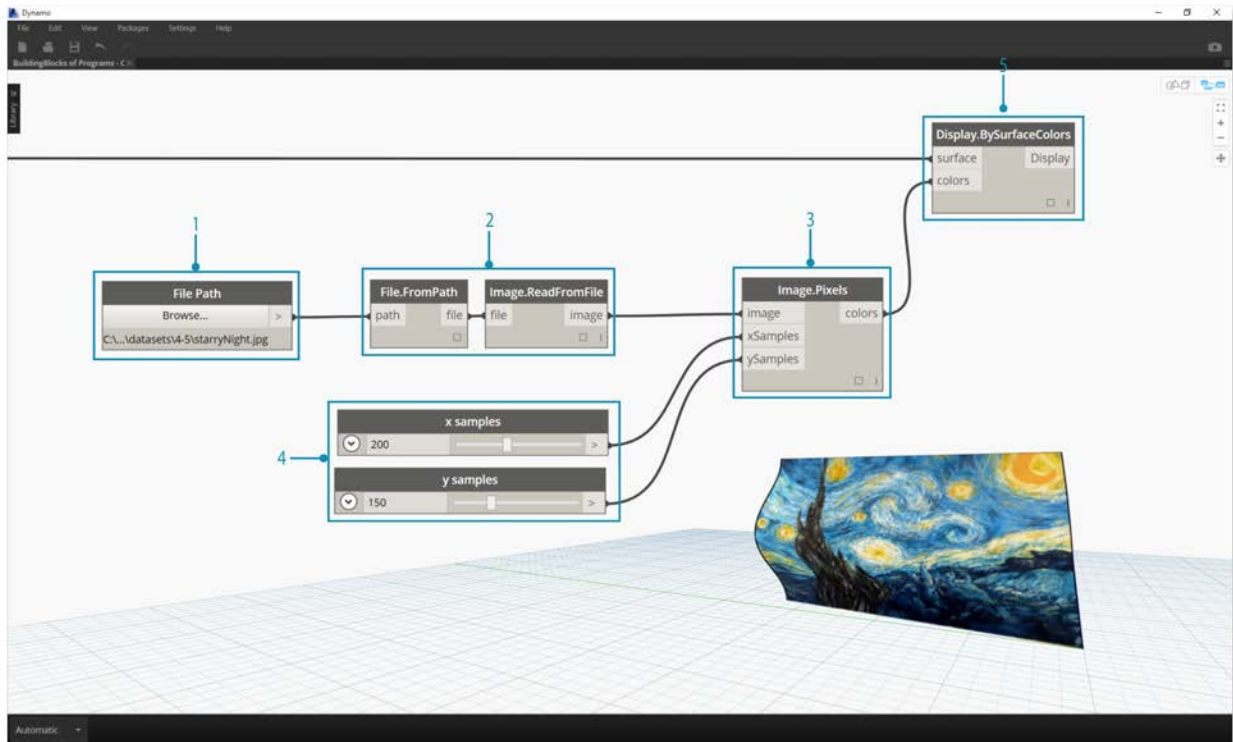 Dynamo
File Edit View Packages Settings Help
BuildingBlocks of Programs - C
Library
5
Display.BySurfaceColors
surface Display
colors
1
2
3
File Path
Browse... >
C:\...\datasets\4-5\starryNight.jpg
File.FromPath
path file
Image.ReadFromFile
file image
Image.Pixels
image colors
xSamples
ySamples
4
x samples
200 >
y samples
150 >
Automatic